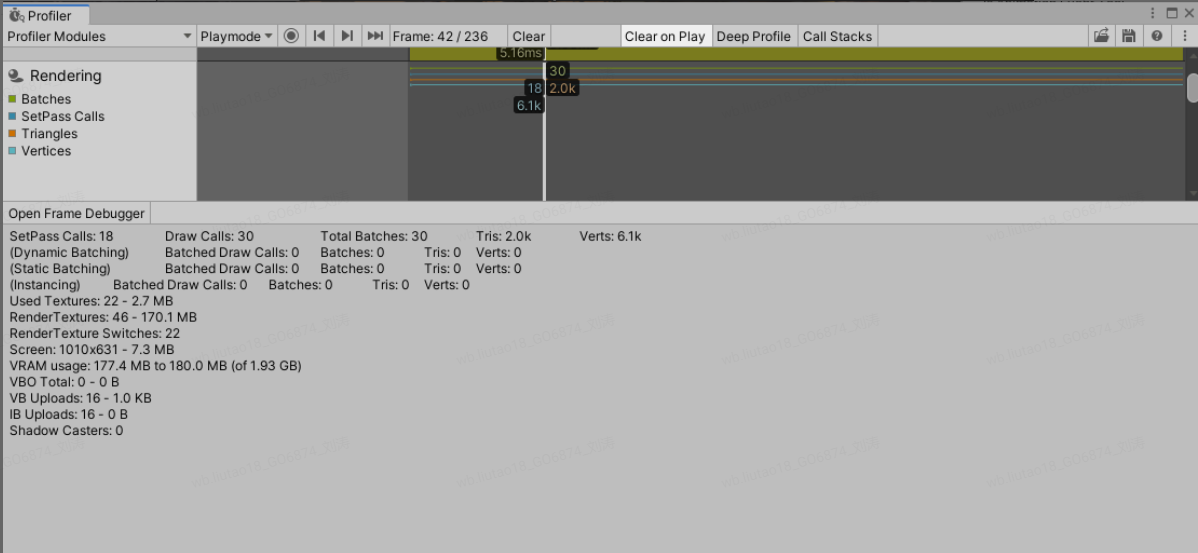 Profiler
Profiler Modules Playmode Frame: 42 / 236 Clear Clear on Play Deep Profile Call Stacks
5.16ms
Rendering
30
Batches
18 2.0k
SetPass Calls
6.1k
Triangles
Vertices
Open Frame Debugger
SetPass Calls: 18 Draw Calls: 30 Total Batches: 30 Tris: 2.0k Verts: 6.1k
(Dynamic Batching) Batched Draw Calls: 0 Batches: 0 Tris: 0 Verts: 0
(Static Batching) Batched Draw Calls: 0 Batches: 0 Tris: 0 Verts: 0
(Instancing) Batched Draw Calls: 0 Batches: 0 Tris: 0 Verts: 0
Used Textures: 22 - 2.7 MB
RenderTextures: 46 - 170.1 MB
RenderTexture Switches: 22
Screen: 1010x631 - 7.3 MB
VRAM usage: 177.4 MB to 180.0 MB (of 1.93 GB)
VBO Total: 0 - 0 B
VB Uploads: 16 - 1.0 KB
IB Uploads: 16 - 0 B
Shadow Casters: 0